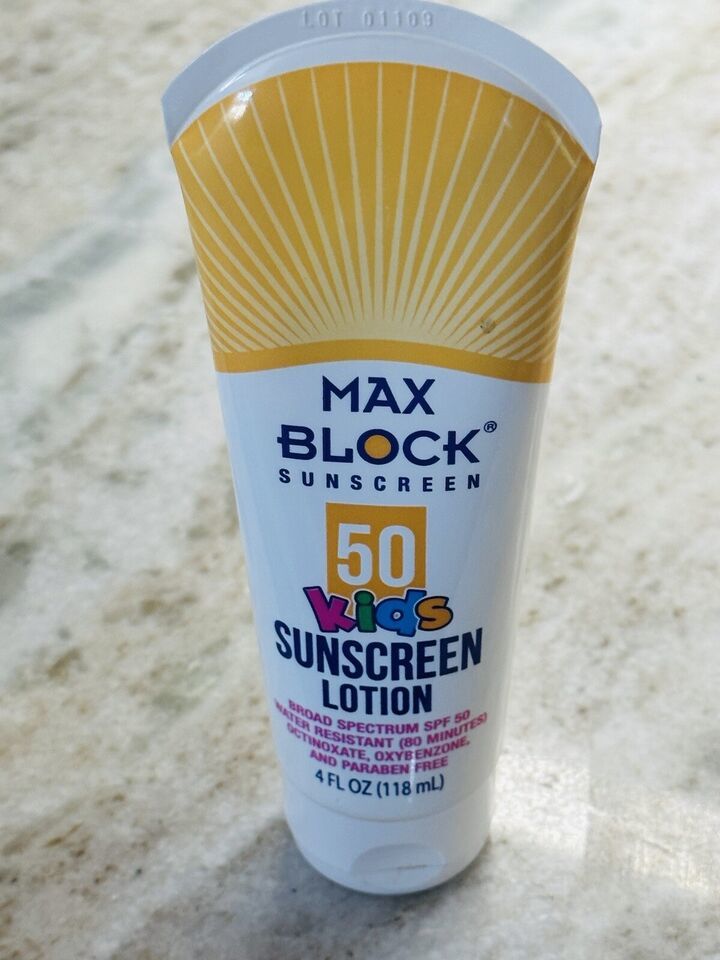 LOT 01109
MAX
BLOCK®
SUNSCREEN
50
kids
SUNSCREEN
LOTION
BROAD SPECTRUM SPF 50
WATER RESISTANT (80 MINUTES)
OCTINOXATE, OXYBENZONE,
AND PARABEN FREE
4 FL OZ (118 mL)